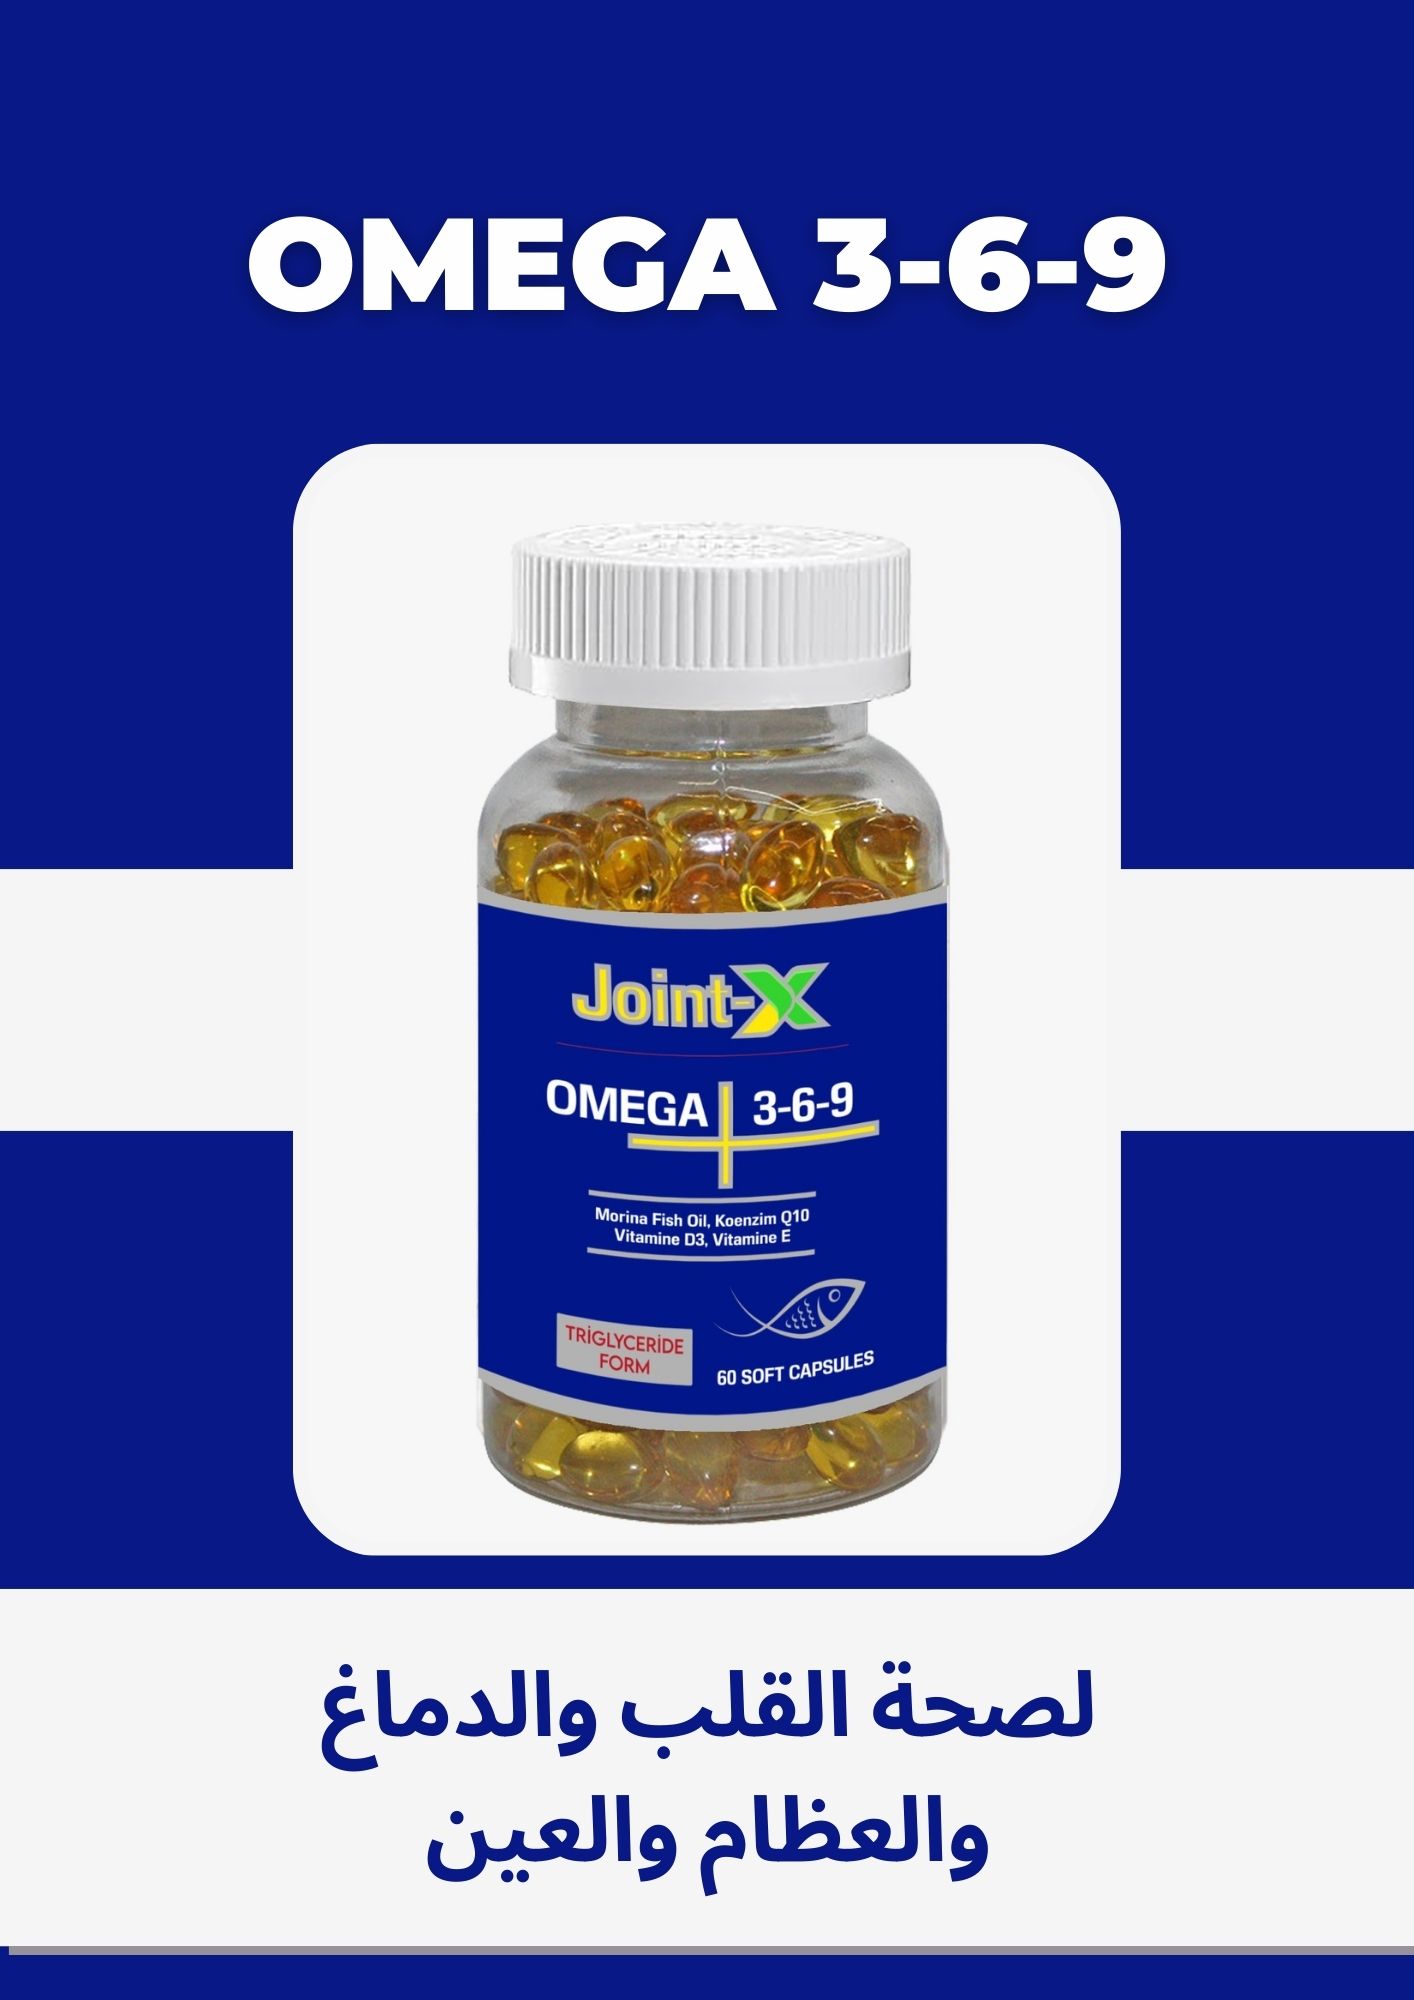 OMEGA 3-6-9
Joint-X
OMEGA 3-6-9
Morina Fish Oil, Koenzim Q10
Vitamine D3, Vitamine E
TRİGLYCERİDE
FORM
60 SOFT CAPSULES
لصحة القلب والدماغ
والعظام والعين